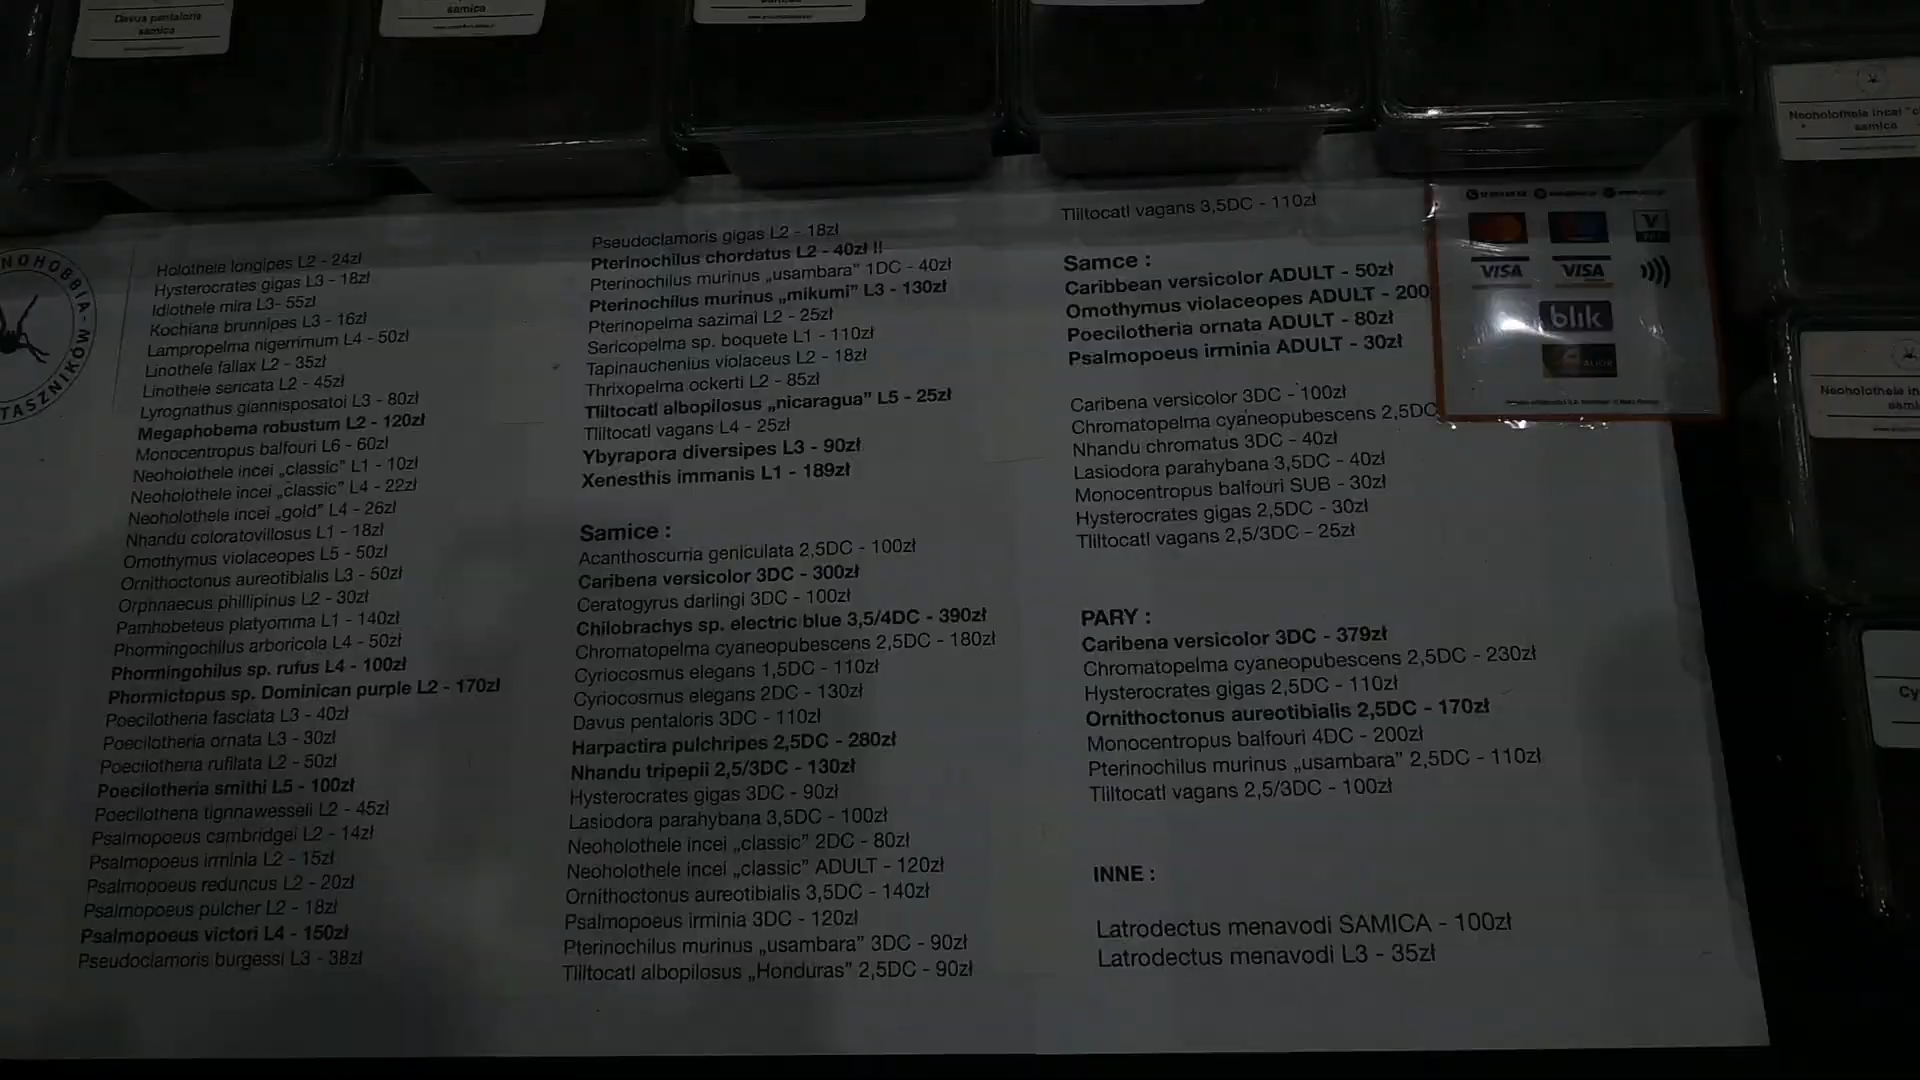 Davus pentaloris
samica
samica
Neoholothele incei "c
samica
Neoholothele in
sami
Cy
NOHOBBIA-W
TASZNIKÓW
Holothele longipes L2 - 24zł
Hysterocrates gigas L3 - 18zł
Idiothele mira L3- 55zł
Kochiana brunnipes L3 - 16zł
Lampropelma nigerrimum L4 - 50zł
Linothele fallax L2 - 35zł
Linothele sericata L2 - 45zł
Lyrognathus giannisposatoi L3 - 80zł
Megaphobema robustum L2 - 120zł
Monocentropus balfouri L6 - 60zł
Neoholothele incei „classic” L1 - 10zł
Neoholothele incei „classic” L4 - 22zł
Neoholothele incei „gold” L4 - 26zł
Nhandu coloratovillosus L1 - 18zł
Omothymus violaceopes L5 - 50zł
Ornithoctonus aureotibialis L3 - 50zł
Orphnaecus phillipinus L2 - 30zł
Pamhobeteus platyomma L1 - 140zł
Phormingochilus arboricola L4 - 50zł
Phormingohilus sp. rufus L4 - 100zł
Phormictopus sp. Dominican purple L2 - 170zł
Poecilotheria fasciata L3 - 40zł
Poecilotheria ornata L3 - 30zł
Poecilotheria rufilata L2 - 50zł
Poecilotheria smithi L5 - 100zł
Poecilotheria tignnawesseli L2 - 45zł
Psalmopoeus cambridgei L2 - 14zł
Psalmopoeus irminia L2 - 15zł
Psalmopoeus reduncus L2 - 20zł
Psalmopoeus pulcher L2 - 18zł
Psalmopoeus victori L4 - 150zł
Pseudoclamoris burgessi L3 - 38zł
Pseudoclamoris gigas L2 - 18zł
Pterinochilus chordatus L2 - 40zł !!
Pterinochilus murinus „usambara” 1DC - 40zł
Pterinochilus murinus „mikumi” L3 - 130zł
Pterinopelma sazimai L2 - 25zł
Sericopelma sp. boquete L1 - 110zł
Tapinauchenius violaceus L2 - 18zł
Thrixopelma ockerti L2 - 85zł
Tliltocatl albopilosus „nicaragua” L5 - 25zł
Tliltocatl vagans L4 - 25zł
Ybyrapora diversipes L3 - 90zł
Xenesthis immanis L1 - 189zł
Samice :
Acanthoscurria geniculata 2,5DC - 100zł
Caribena versicolor 3DC - 300zł
Ceratogyrus darlingi 3DC - 100zł
Chilobrachys sp. electric blue 3,5/4DC - 390zł
Chromatopelma cyaneopubescens 2,5DC - 180zł
Cyriocosmus elegans 1,5DC - 110zł
Cyriocosmus elegans 2DC - 130zł
Davus pentaloris 3DC - 110zł
Harpactira pulchripes 2,5DC - 280zł
Nhandu tripepii 2,5/3DC - 130zł
Hysterocrates gigas 3DC - 90zł
Lasiodora parahybana 3,5DC - 100zł
Neoholothele incei „classic” 2DC - 80zł
Neoholothele incei „classic” ADULT - 120zł
Ornithoctonus aureotibialis 3,5DC - 140zł
Psalmopoeus irminia 3DC - 120zł
Pterinochilus murinus „usambara” 3DC - 90zł
Tliltocatl albopilosus „Honduras” 2,5DC - 90zł
Tliltocatl vagans 3,5DC - 110zł
Samce :
Caribbean versicolor ADULT - 50zł
Omothymus violaceopes ADULT - 200
Poecilotheria ornata ADULT - 80zł
Psalmopoeus irminia ADULT - 30zł
Caribena versicolor 3DC - 100zł
Chromatopelma cyaneopubescens 2,5DC
Nhandu chromatus 3DC - 40zł
Lasiodora parahybana 3,5DC - 40zł
Monocentropus balfouri SUB - 30zł
Hysterocrates gigas 2,5DC - 30zł
Tliltocatl vagans 2,5/3DC - 25zł
PARY :
Caribena versicolor 3DC - 379zł
Chromatopelma cyaneopubescens 2,5DC - 230zł
Hysterocrates gigas 2,5DC - 110zł
Ornithoctonus aureotibialis 2,5DC - 170zł
Monocentropus balfouri 4DC - 200zł
Pterinochilus murinus „usambara” 2,5DC - 110zł
Tliltocatl vagans 2,5/3DC - 100zł
INNE :
Latrodectus menavodi SAMICA - 100zł
Latrodectus menavodi L3 - 35zł
VISA VISA
blik
ALIOR